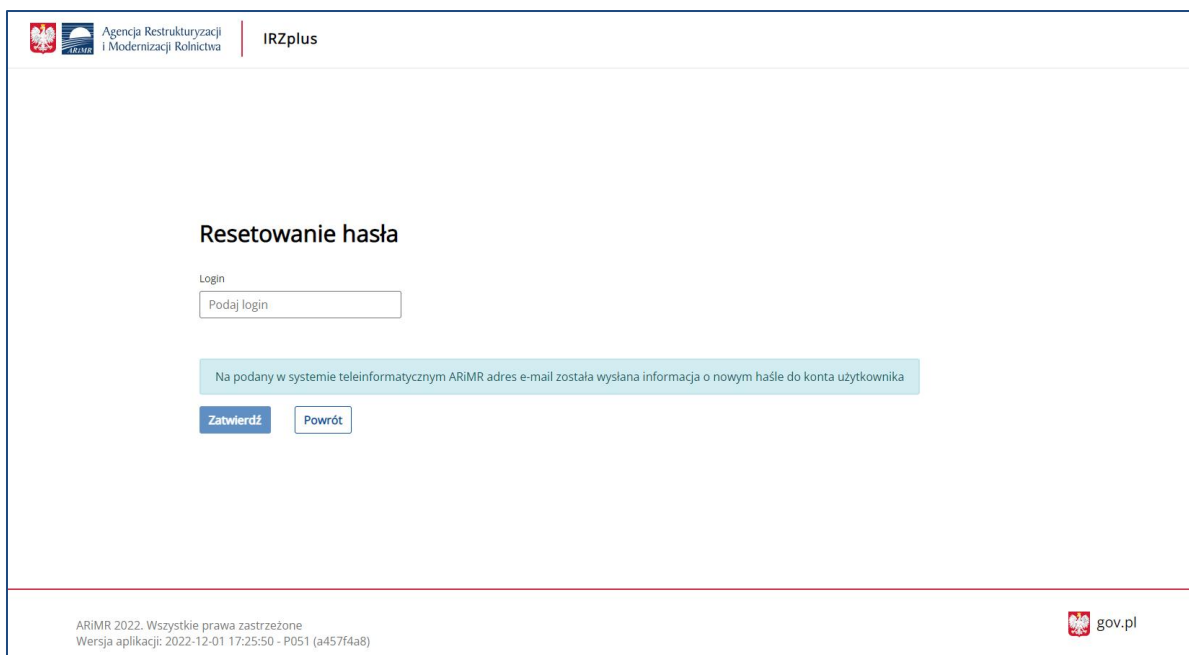 Agencja Restrukturyzacji
i Modernizacji Rolnictwa
ARiMR
IRZplus
Resetowanie hasła
Login
Podaj login
Na podany w systemie teleinformatycznym ARiMR adres e-mail została wysłana informacja o nowym haśle do konta użytkownika
Zatwierdź Powrót
ARiMR 2022. Wszystkie prawa zastrzeżone
Wersja aplikacji: 2022-12-01 17:25:50 - P051 (a457f4a8)
gov.pl